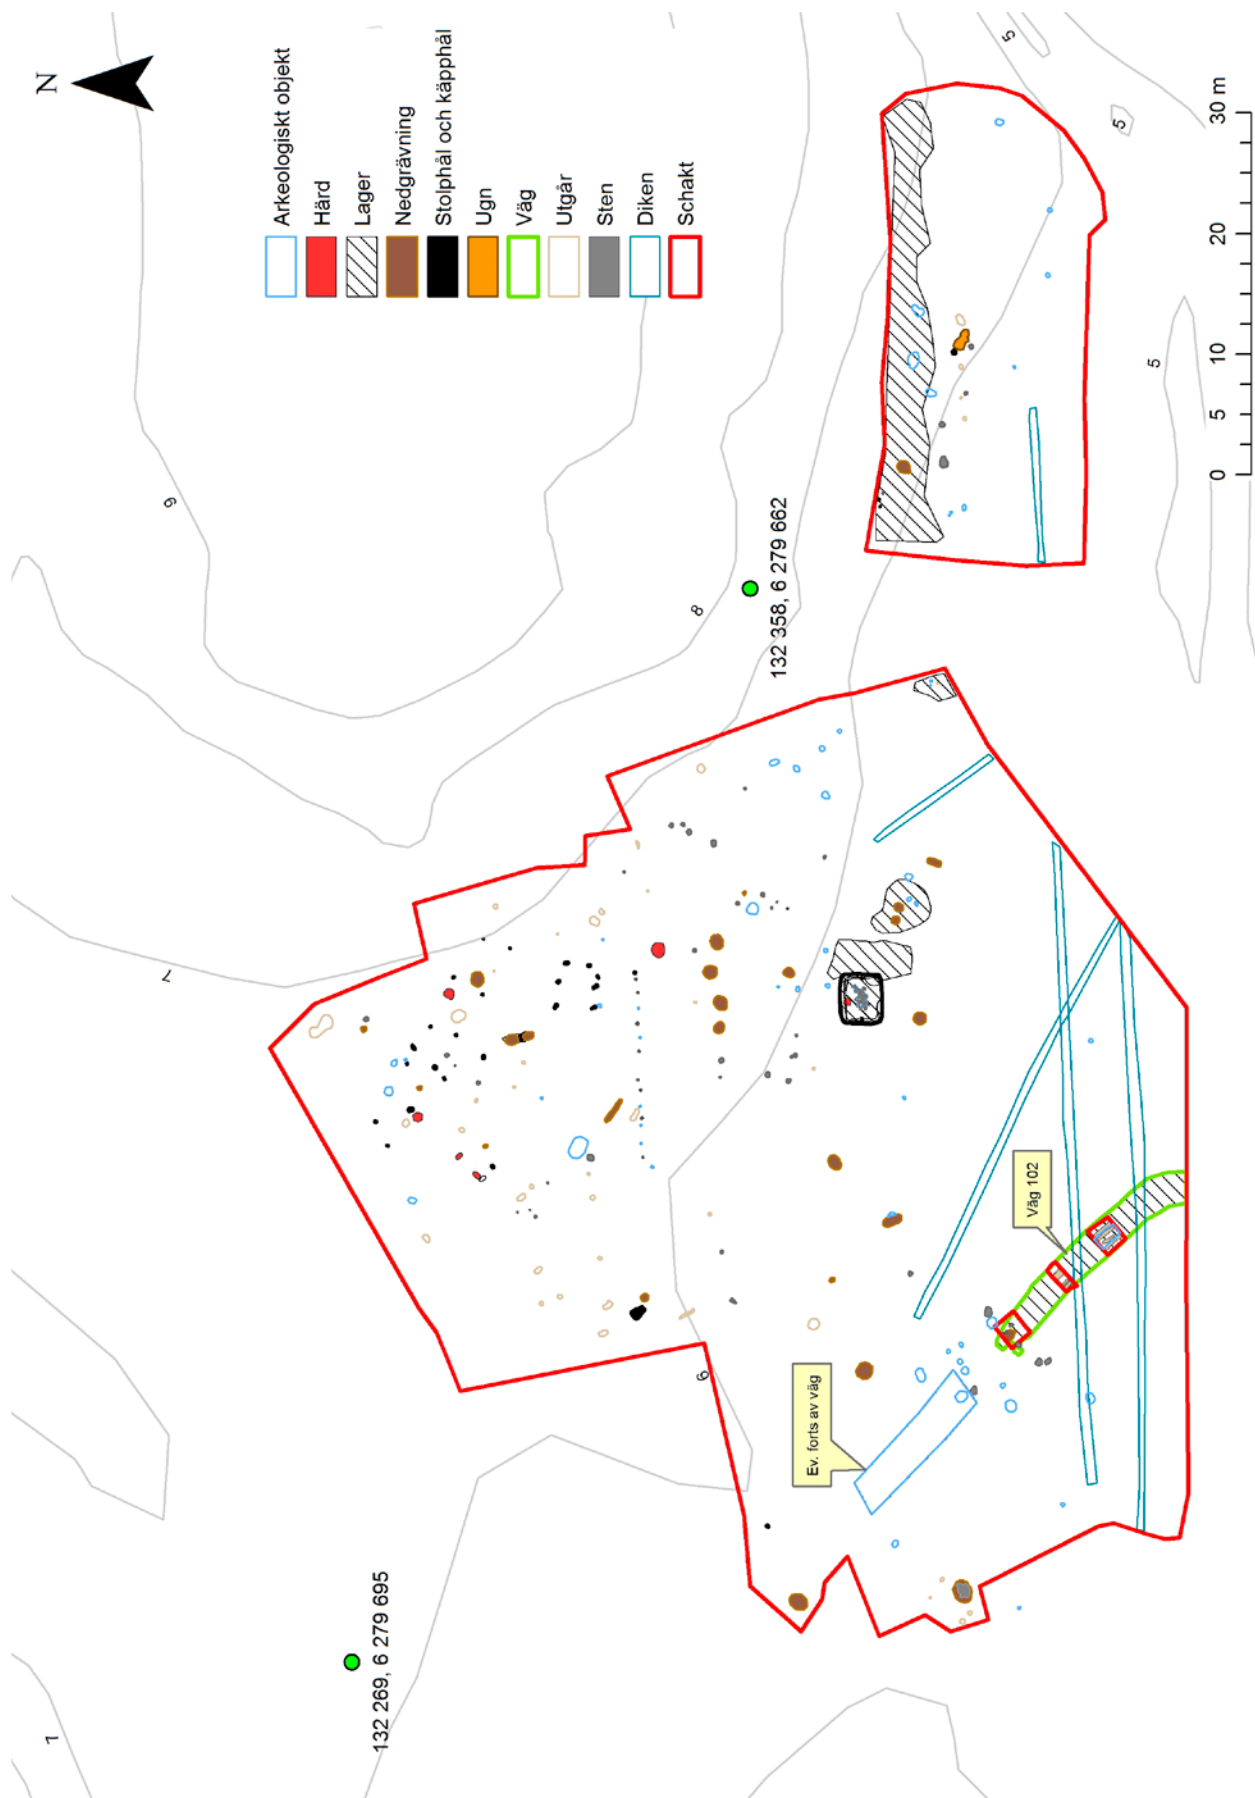 N
Arkeologiskt objekt
Härd
Lager
Nedgrävning
Stolphål och käpphål
Ugn
Väg
Utgår
Sten
Diken
Schakt
132 269, 6 279 695
132 358, 6 279 662
Ev. forts av väg
Väg 102
7
7
9
8
6
5
5
5
0 5 10 20 30 m